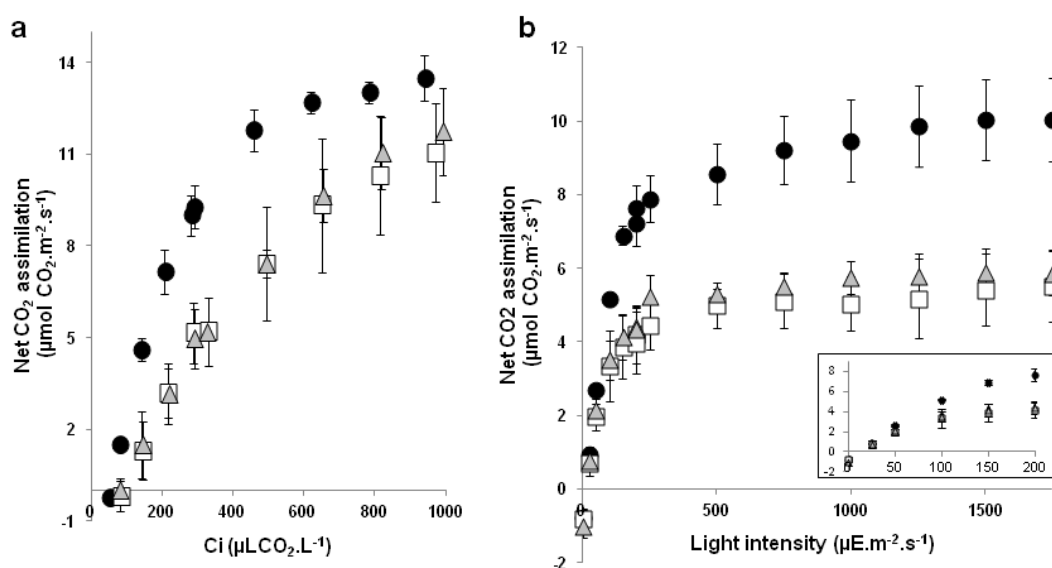 a
b
14
11
8
5
2
-1
Net CO₂ assimilation
(µmol CO₂.m⁻².s⁻¹)
0 200 400 600 800 1000
Ci (µLCO₂.L⁻¹)
12
10
8
6
4
2
0
-2
Net CO2 assimilation
(µmol CO₂.m⁻².s⁻¹)
0 500 1000 1500
Light intensity (µE.m⁻².s⁻¹)
8
6
4
2
0
-2
0 50 100 150 200